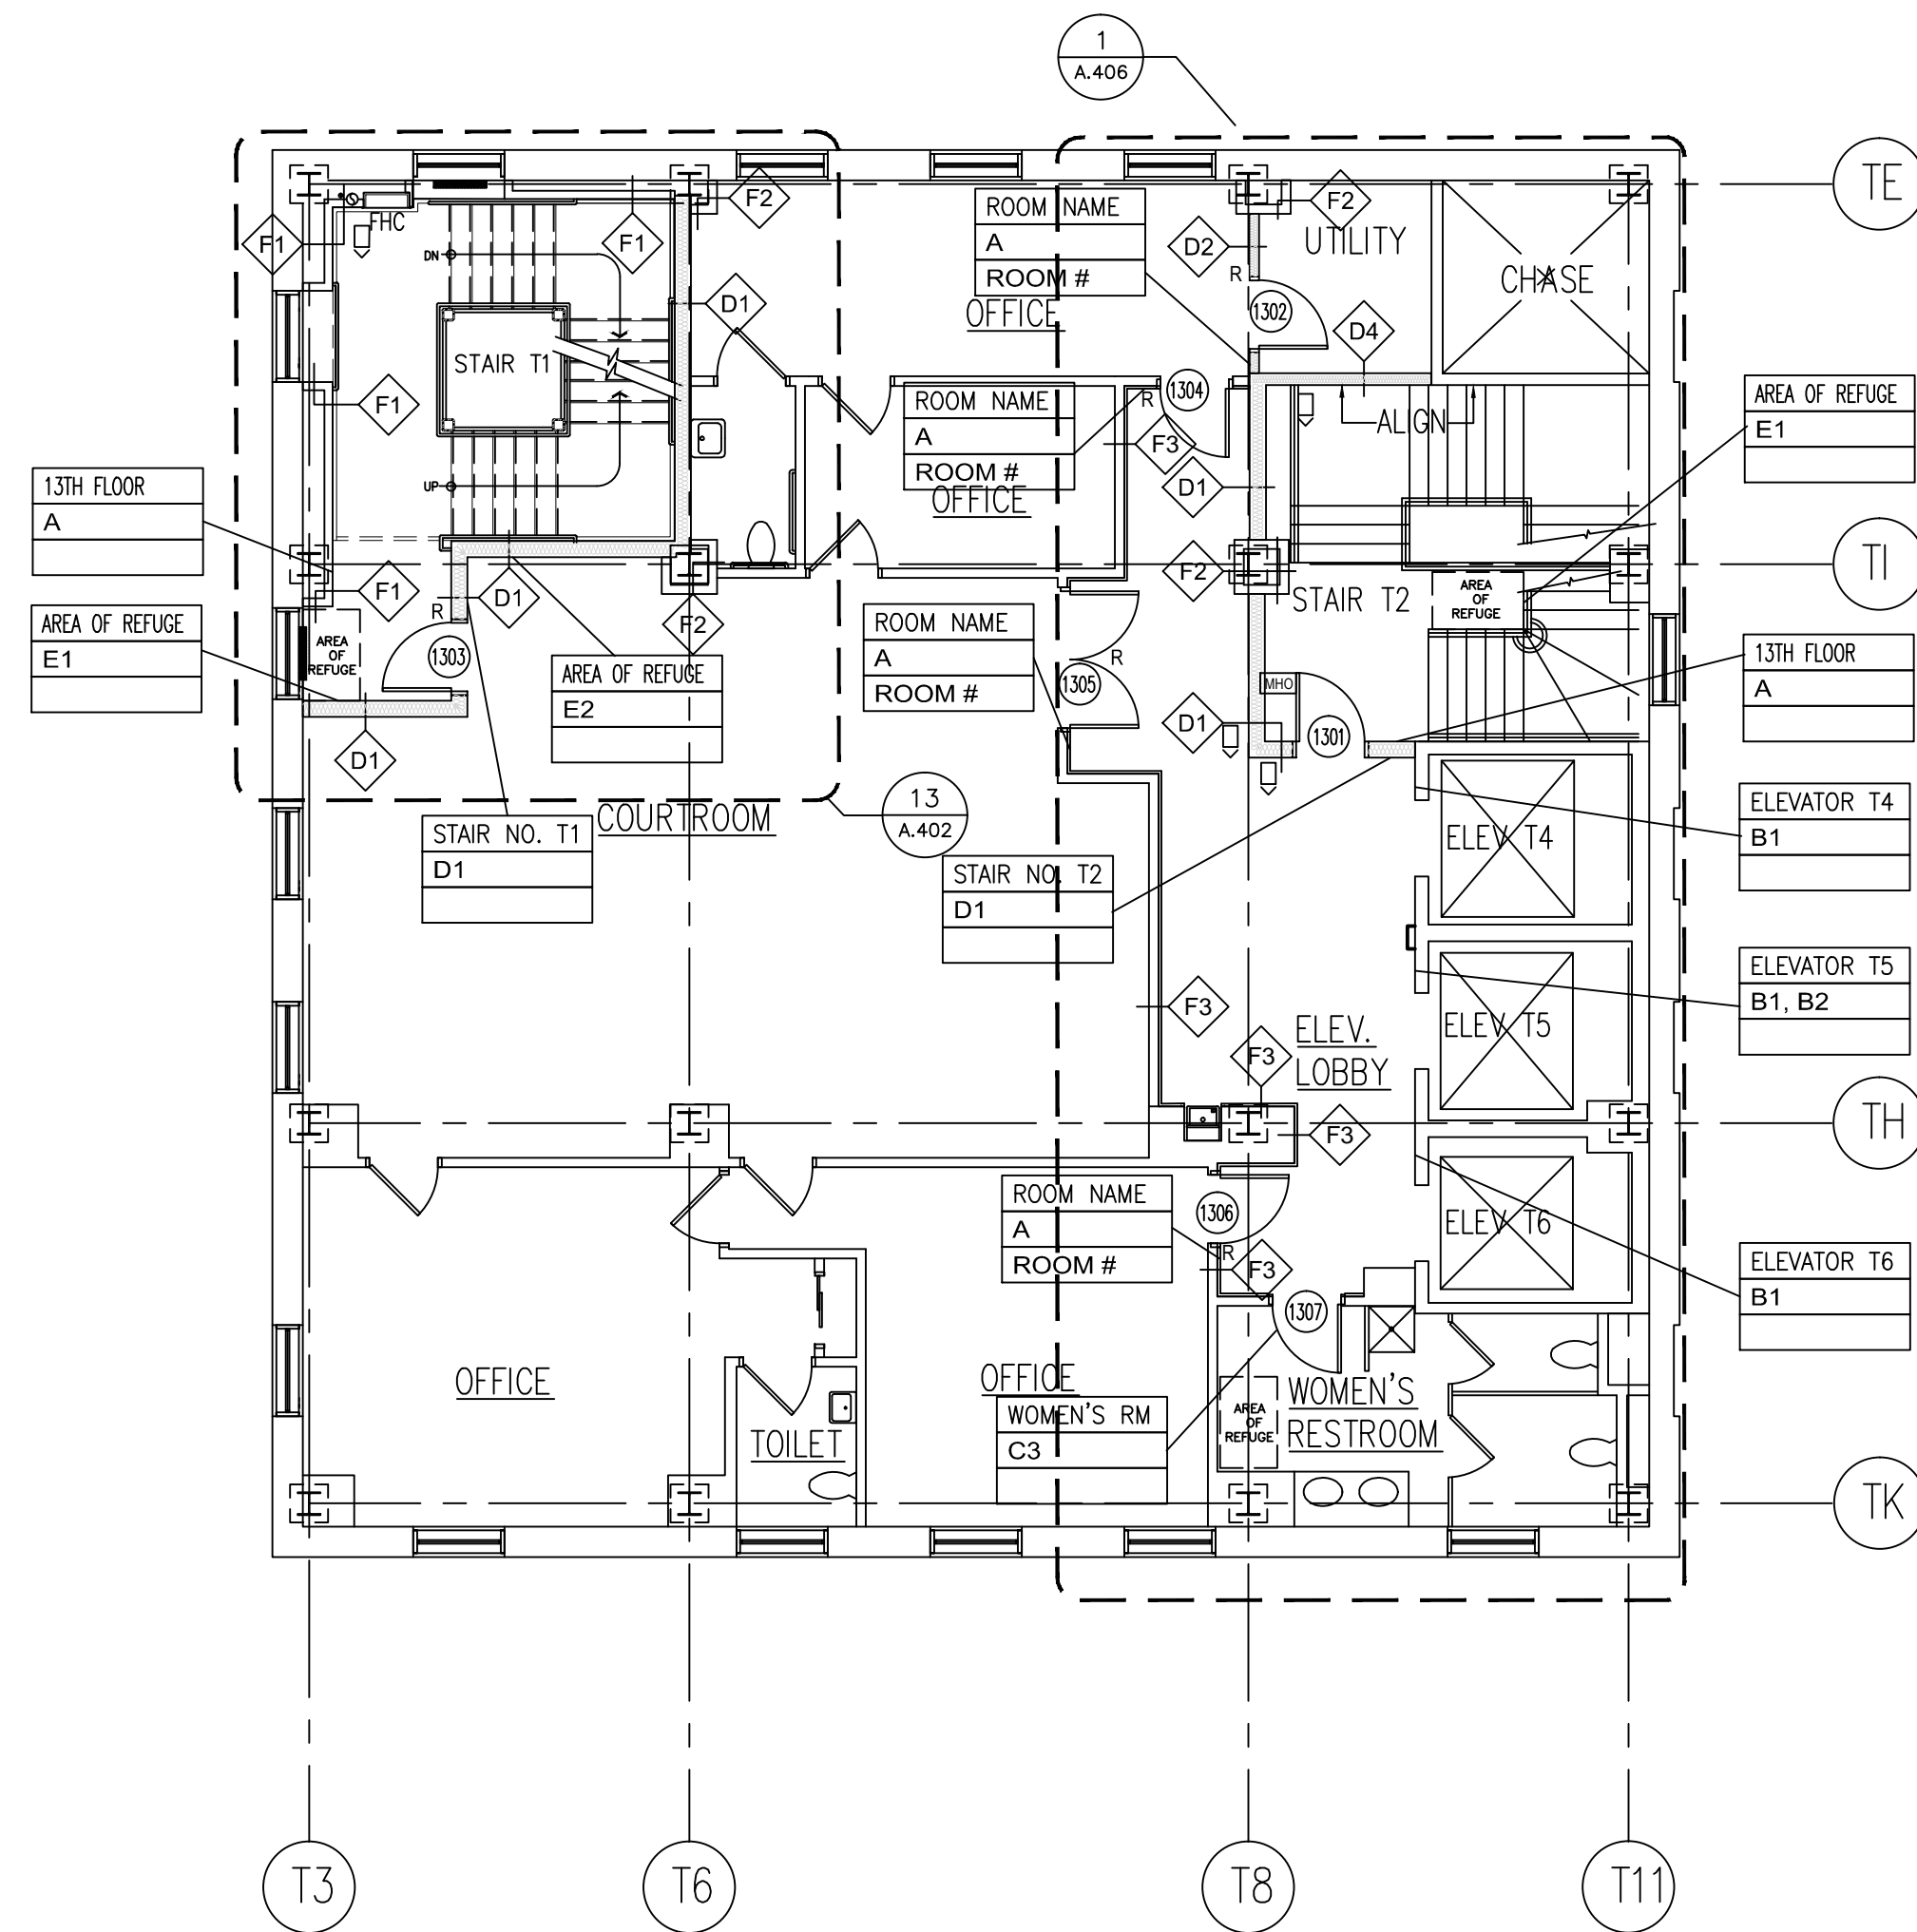 1
A.406
TE
F2
ROOM NAME
A
ROOM #
F2
FHC
F1
F1
D2
UTILITY
DN
R
CHASE
D1
OFFICE
1302
D4
STAIR T1
AREA OF REFUGE
E1
ROOM NAME
A
ROOM #
1304
R
F1
ALIGN
F3
13TH FLOOR
A
UP
OFFICE
D1
TI
F2
F1
D1
R
STAIR T2
AREA
OF
REFUGE
AREA OF REFUGE
E1
F2
ROOM NAME
A
ROOM #
AREA
OF
REFUGE
1303
R
1305
13TH FLOOR
A
AREA OF REFUGE
E2
MHO
D1
1301
D1
ELEVATOR T4
B1
13
A.402
COURTROOM
STAIR NO. T1
D1
ELEV T4
STAIR NO. T2
D1
ELEVATOR T5
B1, B2
F3
ELEV T5
ELEV.
LOBBY
F3
TH
F3
ROOM NAME
A
ROOM #
1306
ELEV T6
R
F3
ELEVATOR T6
B1
1307
OFFICE
OFFICE
WOMEN'S
RESTROOM
WOMEN'S RM
C3
AREA
OF
REFUGE
TOILET
TK
T3
T6
T8
T11